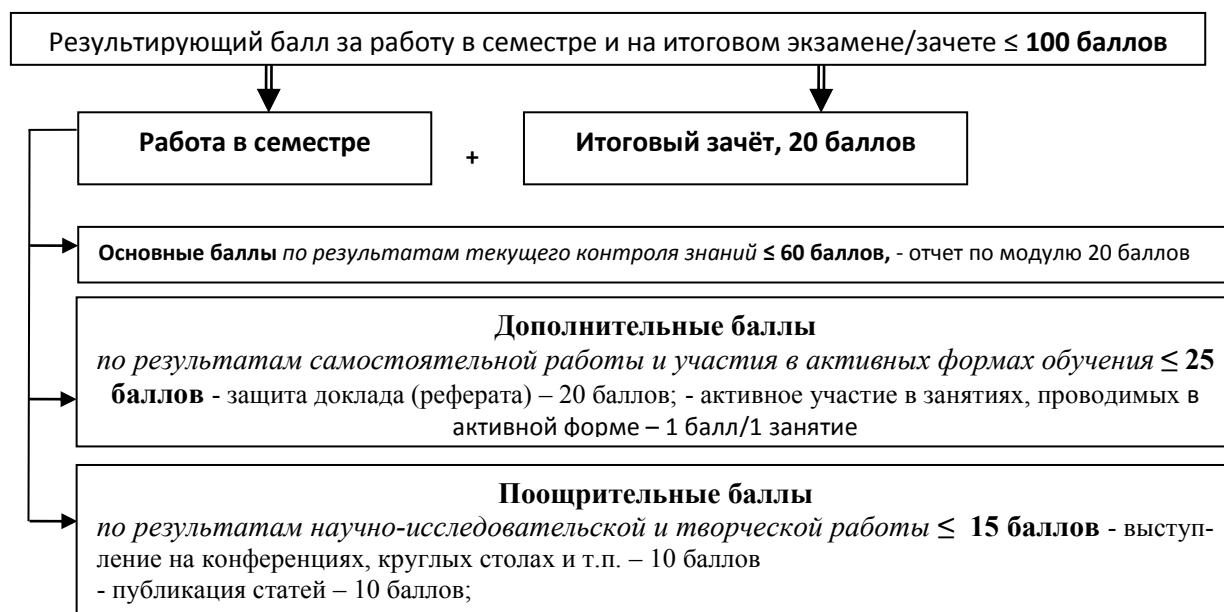 Результирующий балл за работу в семестре и на итоговом экзамене/зачете ≤ 100 баллов
Работа в семестре
+
Итоговый зачёт, 20 баллов
Основные баллы по результатам текущего контроля знаний ≤ 60 баллов, - отчет по модулю 20 баллов
Дополнительные баллы
по результатам самостоятельной работы и участия в активных формах обучения ≤ 25
баллов - защита доклада (реферата) – 20 баллов; - активное участие в занятиях, проводимых в
активной форме – 1 балл/1 занятие
Поощрительные баллы
по результатам научно-исследовательской и творческой работы ≤ 15 баллов - выступ-
ление на конференциях, круглых столах и т.п. – 10 баллов
- публикация статей – 10 баллов;